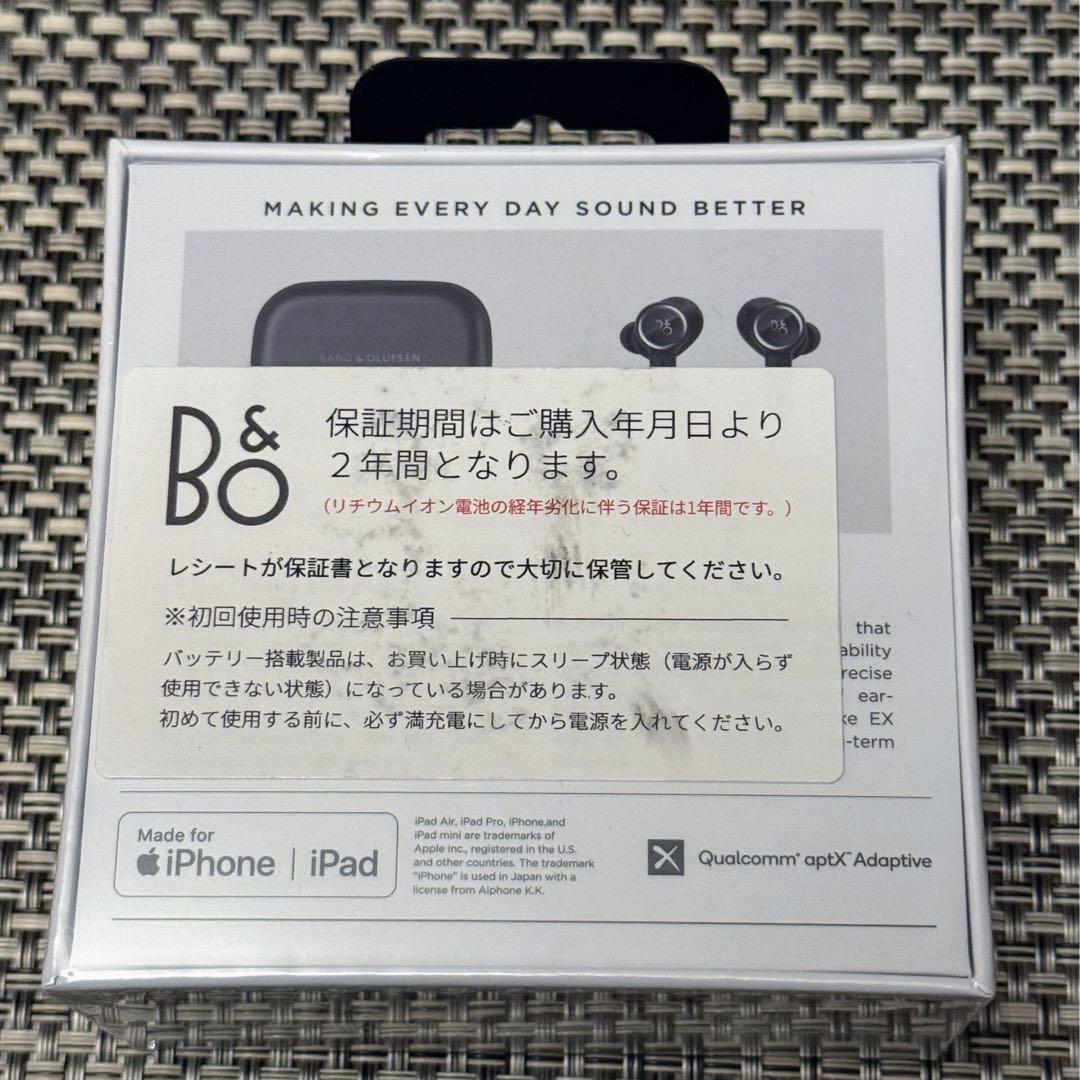 MAKING EVERY DAY SOUND BETTER
BANG & OLUFSEN
B&O
B&O
B&O
保証期間はご購入年月日より
２年間となります。
（リチウムイオン電池の経年劣化に伴う保証は1年間です。）
レシートが保証書となりますので大切に保管してください。
※初回使用時の注意事項
バッテリー搭載製品は、お買い上げ時にスリープ状態（電源が入らず
使用できない状態）になっている場合があります。
初めて使用する前に、必ず満充電にしてから電源を入れてください。
that
ability
recise
ear-
ke EX
-term
Made for
iPhone | iPad
iPad Air, iPad Pro, iPhone,and
iPad mini are trademarks of
Apple Inc., registered in the U.S.
and other countries. The trademark
"iPhone" is used in Japan with a
license from Aiphone K.K.
Qualcomm® aptX™ Adaptive